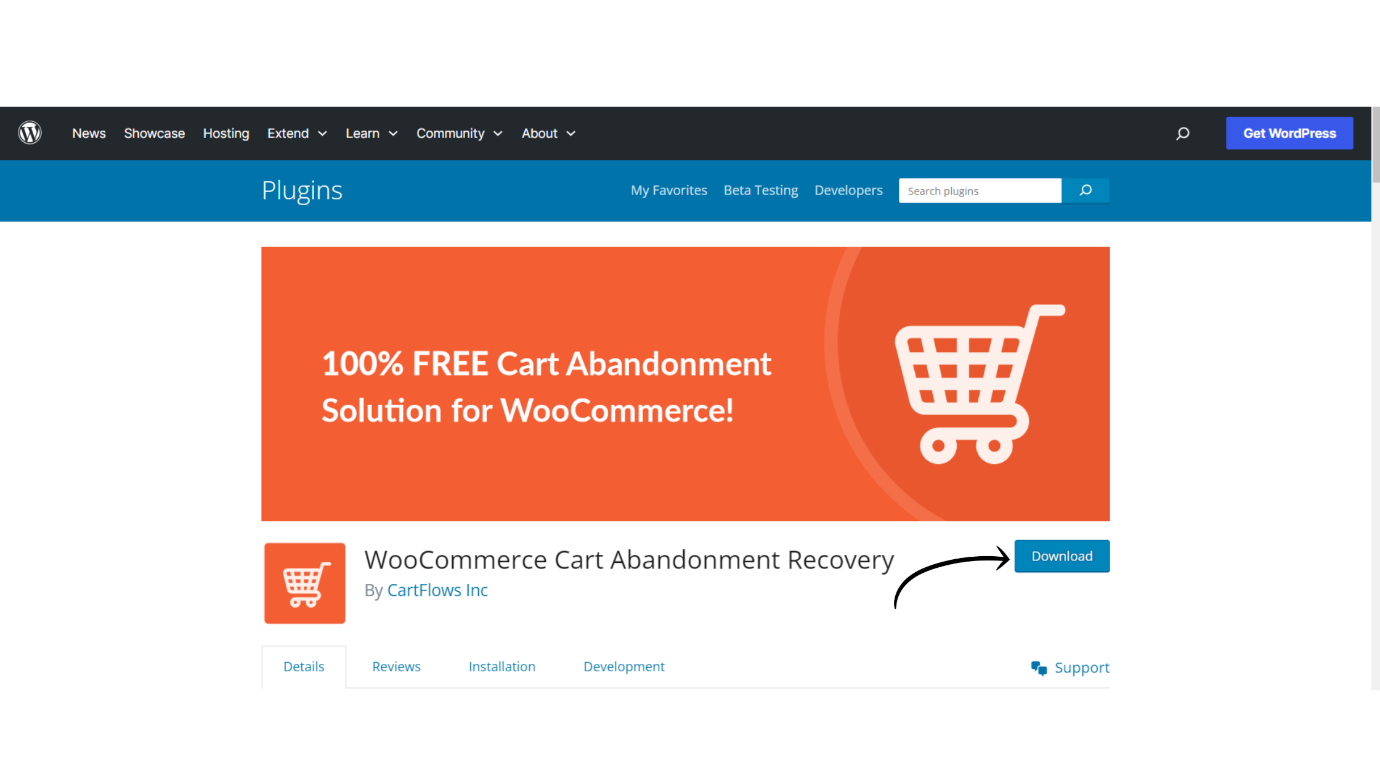 News Showcase Hosting Extend Learn Community About Get WordPress
Plugins My Favorites Beta Testing Developers Search plugins
100% FREE Cart Abandonment
Solution for WooCommerce!
WooCommerce Cart Abandonment Recovery
Download
By CartFlows Inc
Details Reviews Installation Development Support